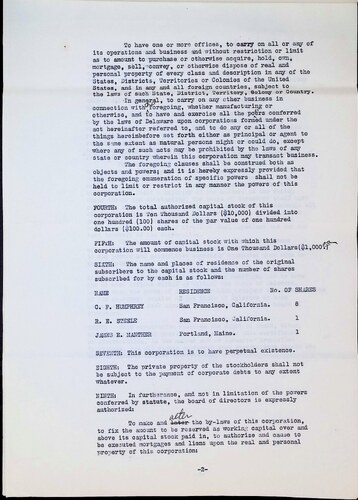 To have one or more offices, to carry on all or any of
its operations and business and without restriction or limit
as to amount to purchase or otherwise acquire, hold, own,
mortgage, sell, convey, or otherwise dispose of real and
personal property of every class and description in any of the
States, Districts, Territories or Colonies of the United
States, and in any and all foreign countries, subject to
the laws of such State, District, Territory, Colony or Country.
In general, to carry on any other business in
connection with foregoing, whether manufacturing or
otherwise, and to have and exercise all the powers conferred
by the laws of Delaware upon corporations formed under the
act hereinafter referred to, and to do any or all of the
things hereinbefore set forth either as principal or agent to
the same extent as natural persons might or could do, except
where any of such acts may be prohibited by the laws of any
state or country wherein this corporation may transact business.
The foregoing clauses shall be construed both as
objects and powers; and it is hereby expressly provided that
the foregoing enumeration of specific powers shall not be
held to limit or restrict in any manner the powers of this
corporation.
FOURTH: The total authorized capital stock of this
corporation is Ten Thousand Dollars ($10,000) divided into
one hundred (100) shares of the par value of one hundred
dollars ($100.00) each.
FIFTH: The amount of capital stock with which this
corporation will commence business is One Thousand Dollars($1,000)
SIXTH: The name and places of residence of the original
subscribers to the capital stock and the number of shares
subscribed for by each is as follows:
NAME RESIDENCE No. OF SHARES
C. F. HUMPHREY San Francisco, California. 8
R. E. STEELE San Francisco, California. 1
JAMES E. MANTER Portland, Maine. 1
SEVENTH: This corporation is to have perpetual existence.
EIGHTH: The private property of the stockholders shall not
be subject to the payment of corporate debts to any extent
whatever.
NINTH: In furtherance, and not in limitation of the powers
conferred by statute, the board of directors is expressly
authorized:
alter
To make and later the by-laws of this corporation,
to fix the amount to be reserved as working capital over and
above its capital stock paid in, to authorize and cause to
be executed mortgages and liens upon the real and personal
property of this corporation:
-2-